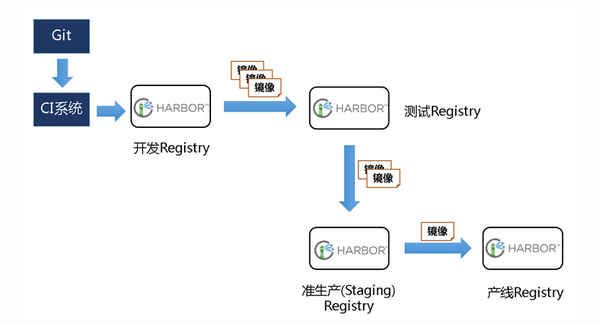 Git
CI系统
HARBOR™
开发Registry
镜像
镜像
镜像
HARBOR™
测试Registry
镜像
镜像
HARBOR™
准生产(Staging)
Registry
镜像
HARBOR™
产线Registry